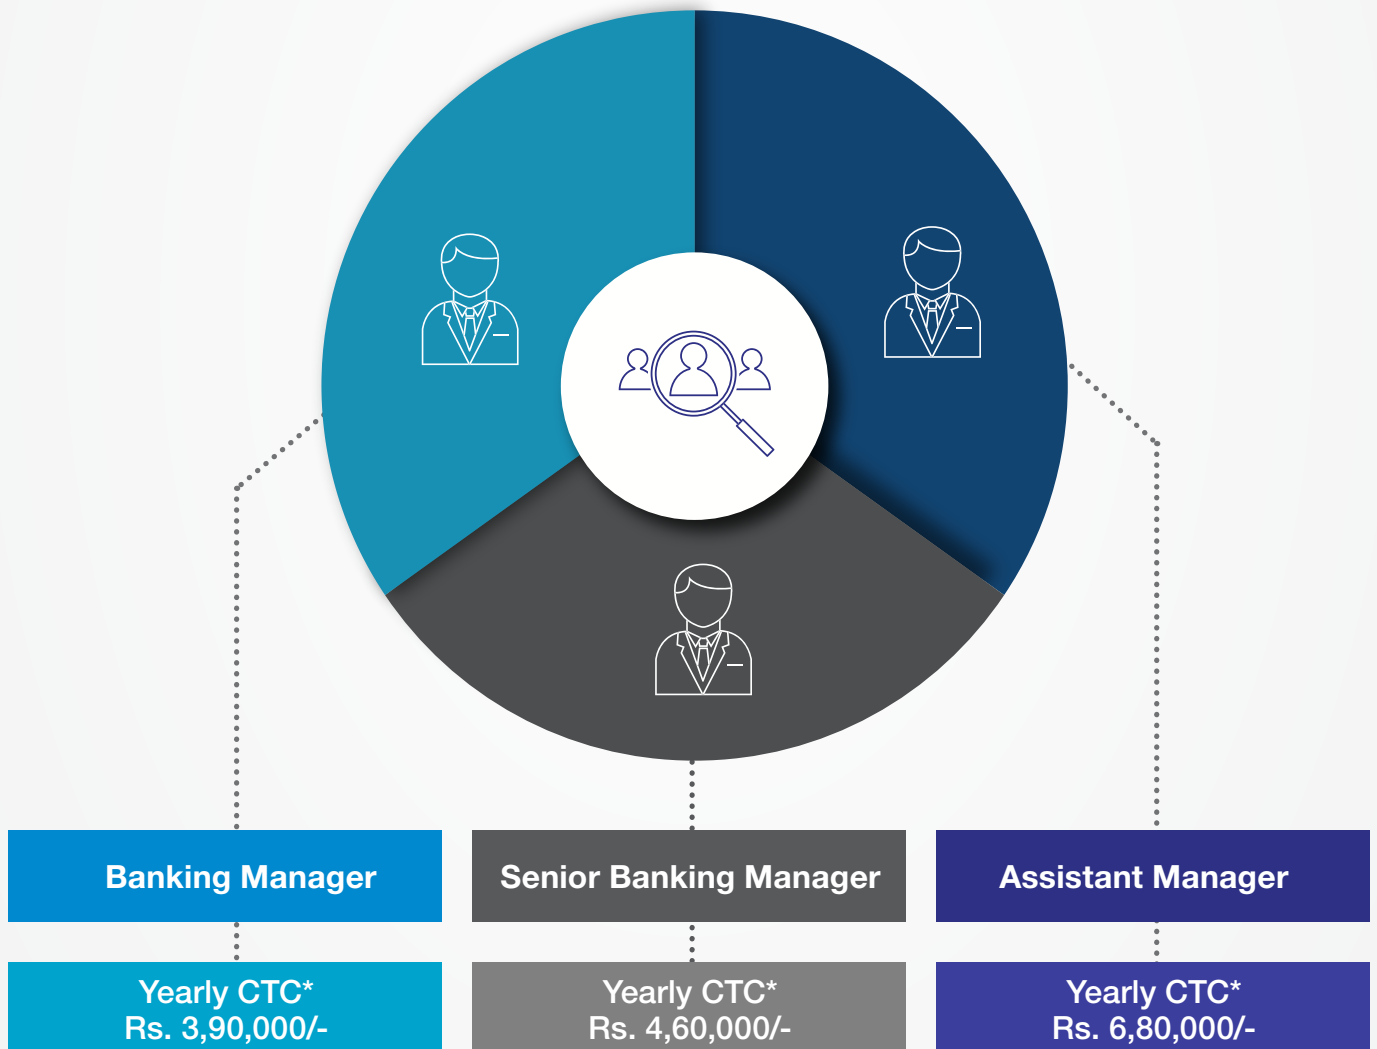 Banking Manager
Senior Banking Manager
Assistant Manager
Yearly CTC*
Rs. 3,90,000/-
Yearly CTC*
Rs. 4,60,000/-
Yearly CTC*
Rs. 6,80,000/-